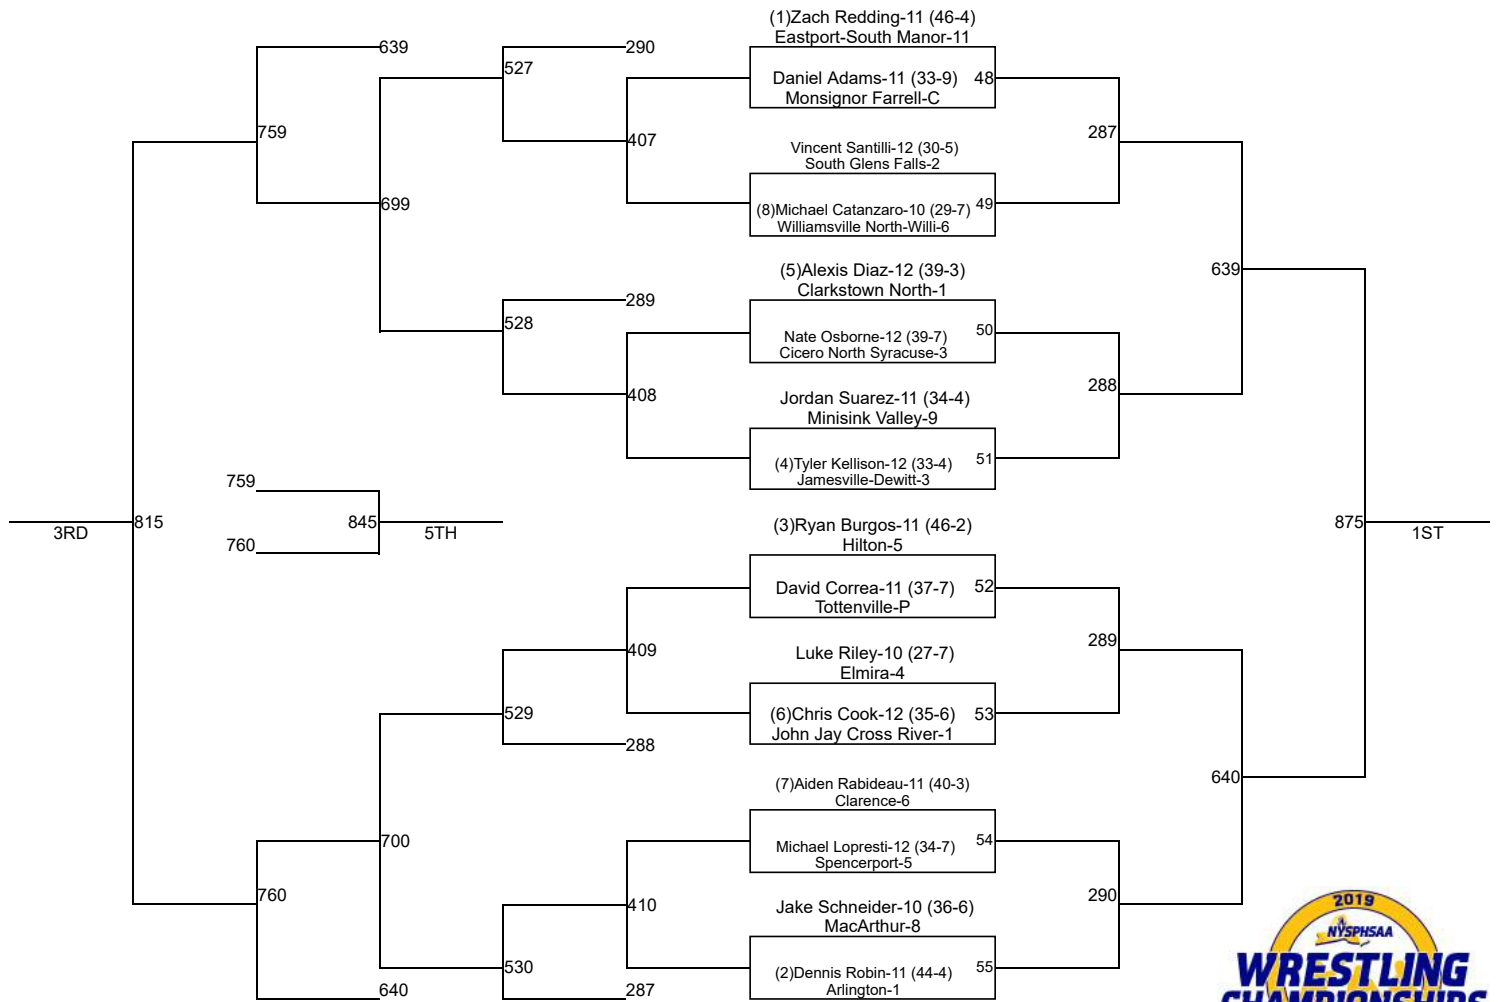 (1)Zach Redding-11 (46-4)
Eastport-South Manor-11
639
290
527
Daniel Adams-11 (33-9) 48
Monsignor Farrell-C
759
407
287
Vincent Santilli-12 (30-5)
South Glens Falls-2
699
(8)Michael Catanzaro-10 (29-7) 49
Williamsville North-Willi-6
639
(5)Alexis Diaz-12 (39-3)
Clarkstown North-1
289
528
Nate Osborne-12 (39-7) 50
Cicero North Syracuse-3
408
288
Jordan Suarez-11 (34-4)
Minisink Valley-9
(4)Tyler Kellison-12 (33-4) 51
Jamesville-Dewitt-3
759
3RD
815
845
5TH
760
(3)Ryan Burgos-11 (46-2)
Hilton-5
875
1ST
David Correa-11 (37-7) 52
Tottenville-P
409
289
Luke Riley-10 (27-7)
Elmira-4
529
(6)Chris Cook-12 (35-6) 53
John Jay Cross River-1
288
640
(7)Aiden Rabideau-11 (40-3)
Clarence-6
700
Michael Lopresti-12 (34-7) 54
Spencerport-5
760
410
290
Jake Schneider-10 (36-6)
MacArthur-8
530
(2)Dennis Robin-11 (44-4) 55
Arlington-1
640
287
2019
NYSPHSAA
WRESTLING
CHAMPIONSHIPS